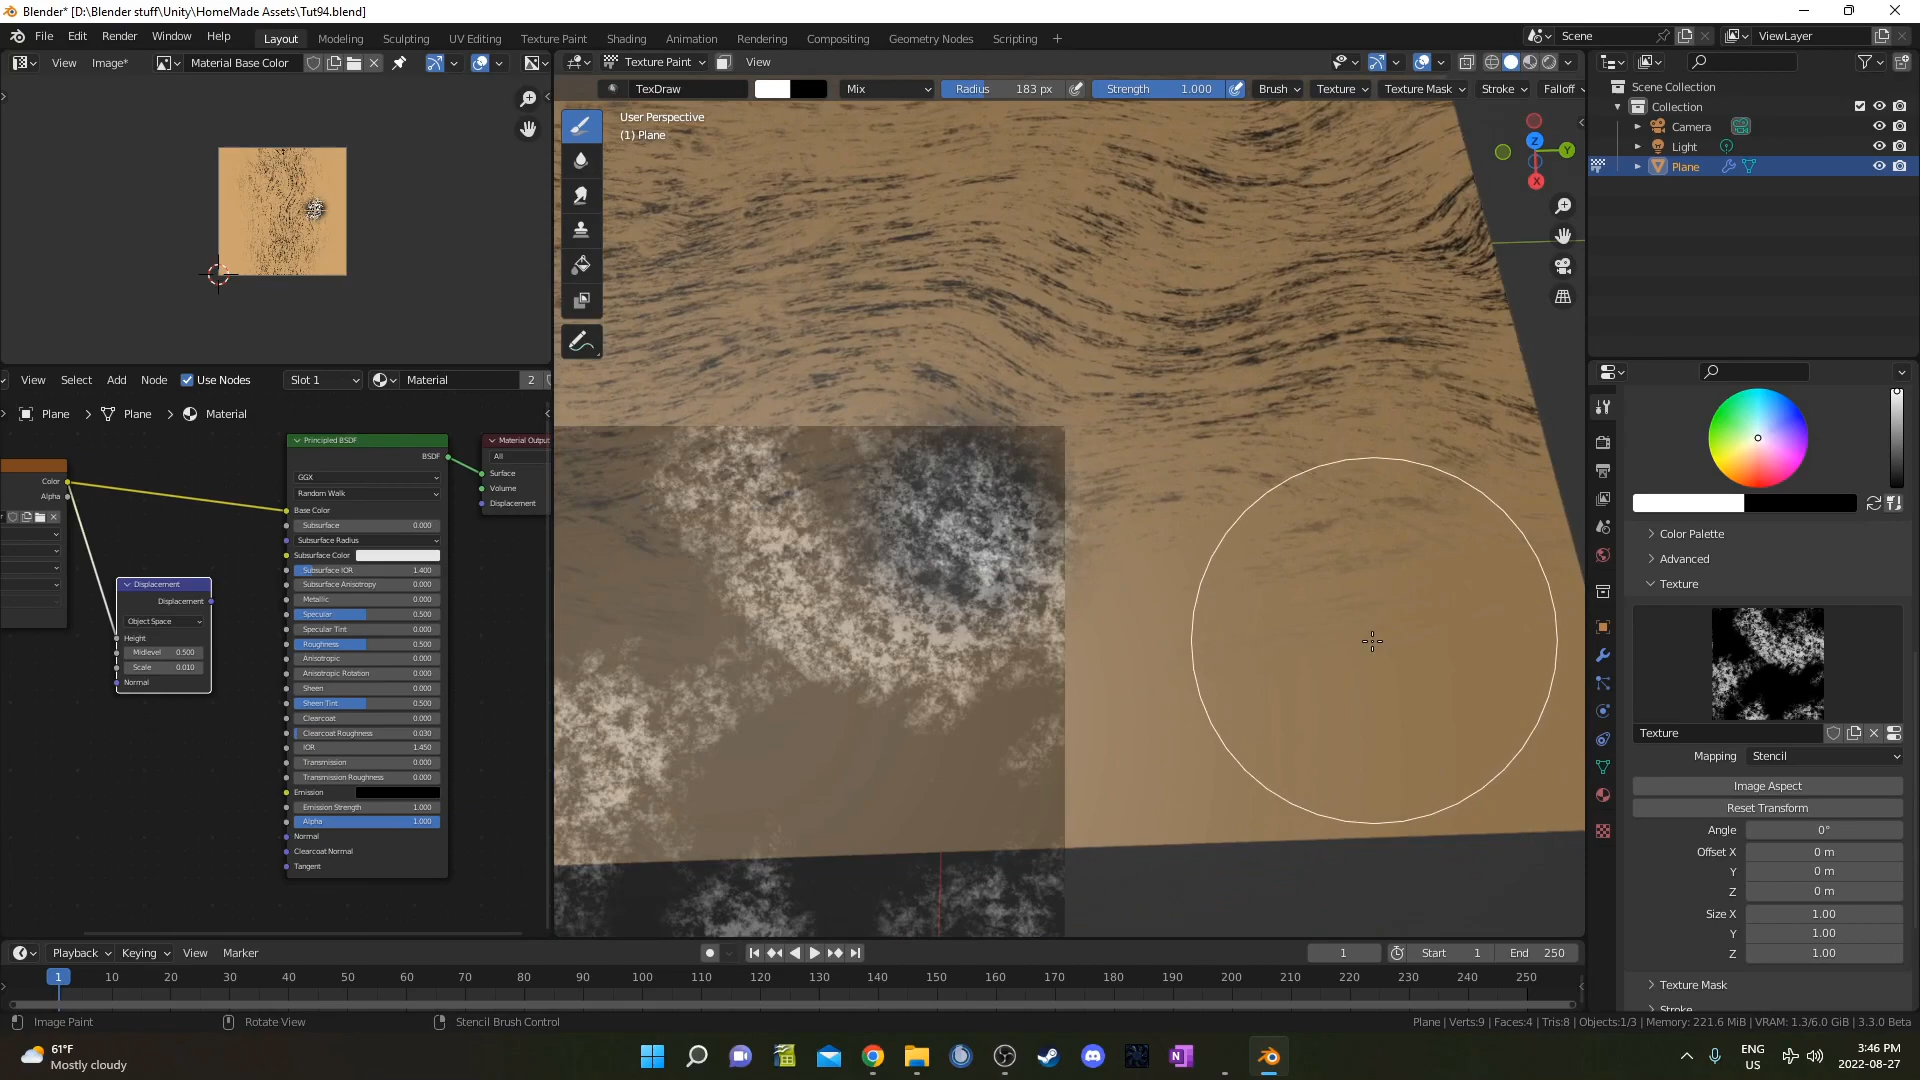 Blender* [D:\Blender stuff\Unity\HomeMade Assets\Tut94.blend]
File Edit Render Window Help Layout Modeling Sculpting UV Editing Texture Paint Shading Animation Rendering Compositing Geometry Nodes Scripting + Scene ViewLayer
View Image* Material Base Color Texture Paint View
TexDraw Mix Radius 183 px Strength 1.000 Brush Texture Texture Mask Stroke Falloff
User Perspective
(1) Plane
Z
Y
X
Scene Collection
Collection
Camera
Light
Plane
View Select Add Node Use Nodes Slot 1 Material 2
Plane > Plane > Material
Color
Alpha
Displacement
Displacement
Object Space
Height
Midlevel 0.500
Scale 0.010
Normal
Principled BSDF
BSDF
GGX
Random Walk
Base Color
Subsurface 0.000
Subsurface Radius
Subsurface Color
Subsurface IOR 1.400
Subsurface Anisotropy 0.000
Metallic 0.000
Specular 0.500
Specular Tint 0.000
Roughness 0.500
Anisotropic 0.000
Anisotropic Rotation 0.000
Sheen 0.000
Sheen Tint 0.500
Clearcoat 0.000
Clearcoat Roughness 0.030
IOR 1.450
Transmission 0.000
Transmission Roughness 0.000
Emission
Emission Strength 1.000
Alpha 1.000
Normal
Clearcoat Normal
Tangent
Material Output
All
Surface
Volume
Displacement
Color Palette
Advanced
Texture
Texture
Mapping Stencil
Image Aspect
Reset Transform
Angle 0°
Offset X 0 m
Y 0 m
Z 0 m
Size X 1.00
Y 1.00
Z 1.00
Texture Mask
Stroke
Playback Keying View Marker 1 Start 1 End 250
1 10 20 30 40 50 60 70 80 90 100 110 120 130 140 150 160 170 180 190 200 210 220 230 240 250
Image Paint Rotate View Stencil Brush Control Plane | Verts:9 | Faces:4 | Tris:8 | Objects:1/3 | Memory: 221.6 MiB | VRAM: 1.3/6.0 GiB | 3.3.0 Beta
61°F
Mostly cloudy
ENG
US
3:46 PM
2022-08-27